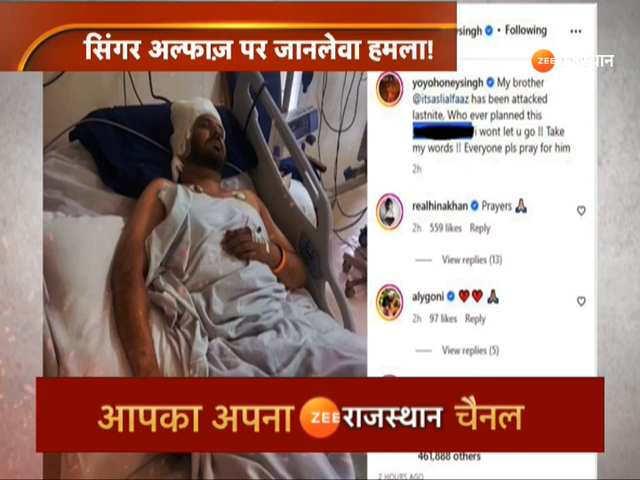 सिंगर अल्फाज़ पर जानलेवा हमला!
ysingh • Following
ZEE राजस्थान
yoyohoneysingh My brother
@itsaslialfaaz has been attacked
lastnite, Who ever planned this
i wont let u go !! Take
my words !! Everyone pls pray for him
2h
realhinakhan Prayers 🙏
2h 559 likes Reply
View replies (13)
alygoni ❤️❤️🙏
2h 97 likes Reply
View replies (5)
आपका अपना ZEE राजस्थान चैनल
461,888 others
2 HOURS AGO